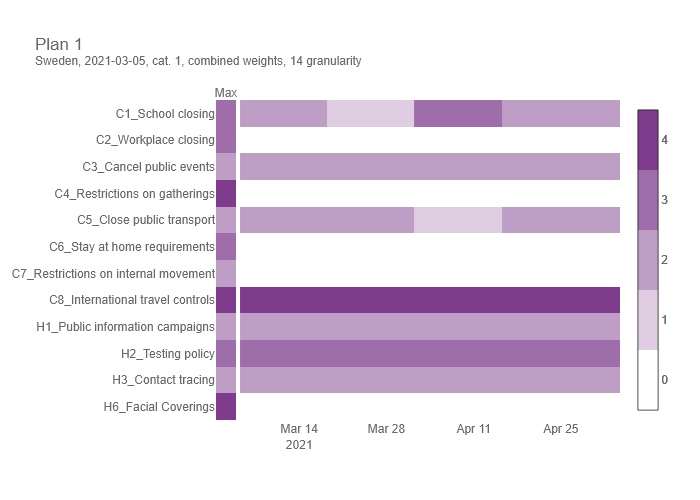 Plan 1
Sweden, 2021-03-05, cat. 1, combined weights, 14 granularity
Max
C1_School closing
C2_Workplace closing
C3_Cancel public events
C4_Restrictions on gatherings
C5_Close public transport
C6_Stay at home requirements
C7_Restrictions on internal movement
C8_International travel controls
H1_Public information campaigns
H2_Testing policy
H3_Contact tracing
H6_Facial Coverings
Mar 14 Mar 28 Apr 11 Apr 25
2021
4
3
2
1
0